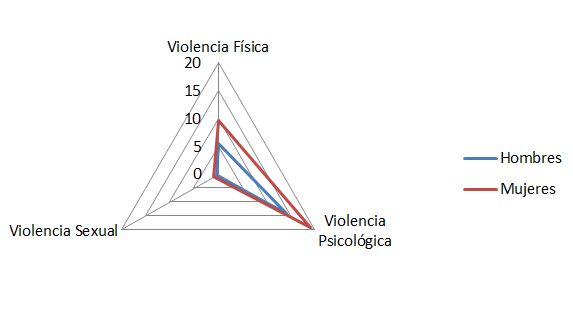 Violencia Física
20
15
10
5
0
Violencia Sexual
Violencia
Psicológica
Hombres
Mujeres